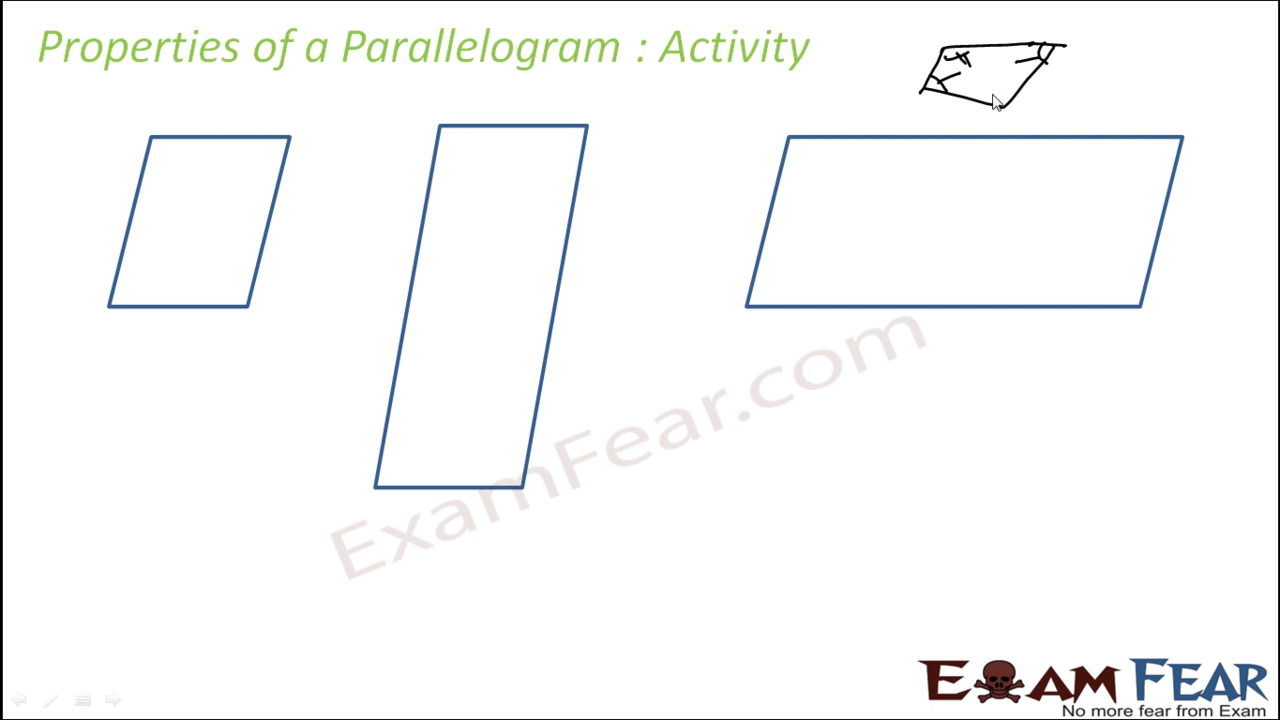 Properties of a Parallelogram : Activity
ExamFear.com
EXAM FEAR
No more fear from Exam